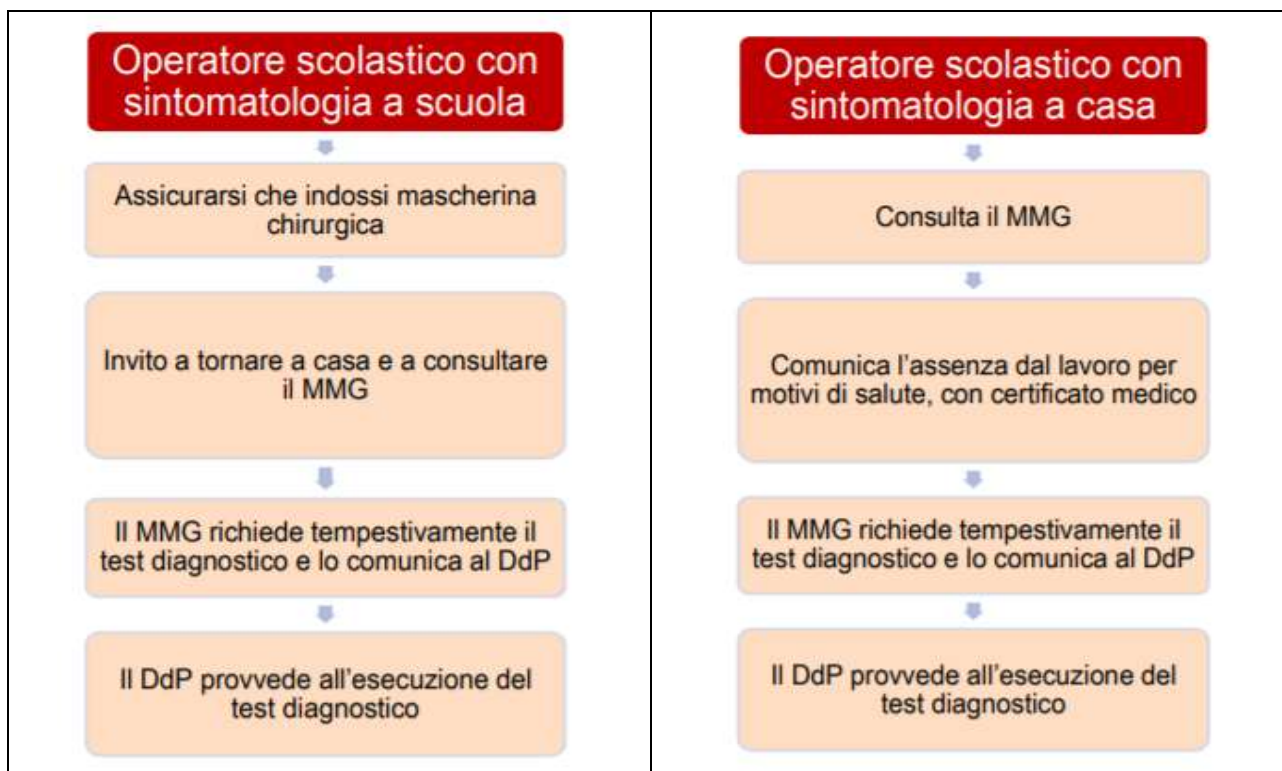 Operatore scolastico con
sintomatologia a scuola
Assicurarsi che indossi mascherina
chirurgica
Invito a tornare a casa e a consultare
il MMG
Il MMG richiede tempestivamente il
test diagnostico e lo comunica al DdP
Il DdP provvede all'esecuzione del
test diagnostico
Operatore scolastico con
sintomatologia a casa
Consulta il MMG
Comunica l'assenza dal lavoro per
motivi di salute, con certificato medico
Il MMG richiede tempestivamente il
test diagnostico e lo comunica al DdP
Il DdP provvede all'esecuzione del
test diagnostico